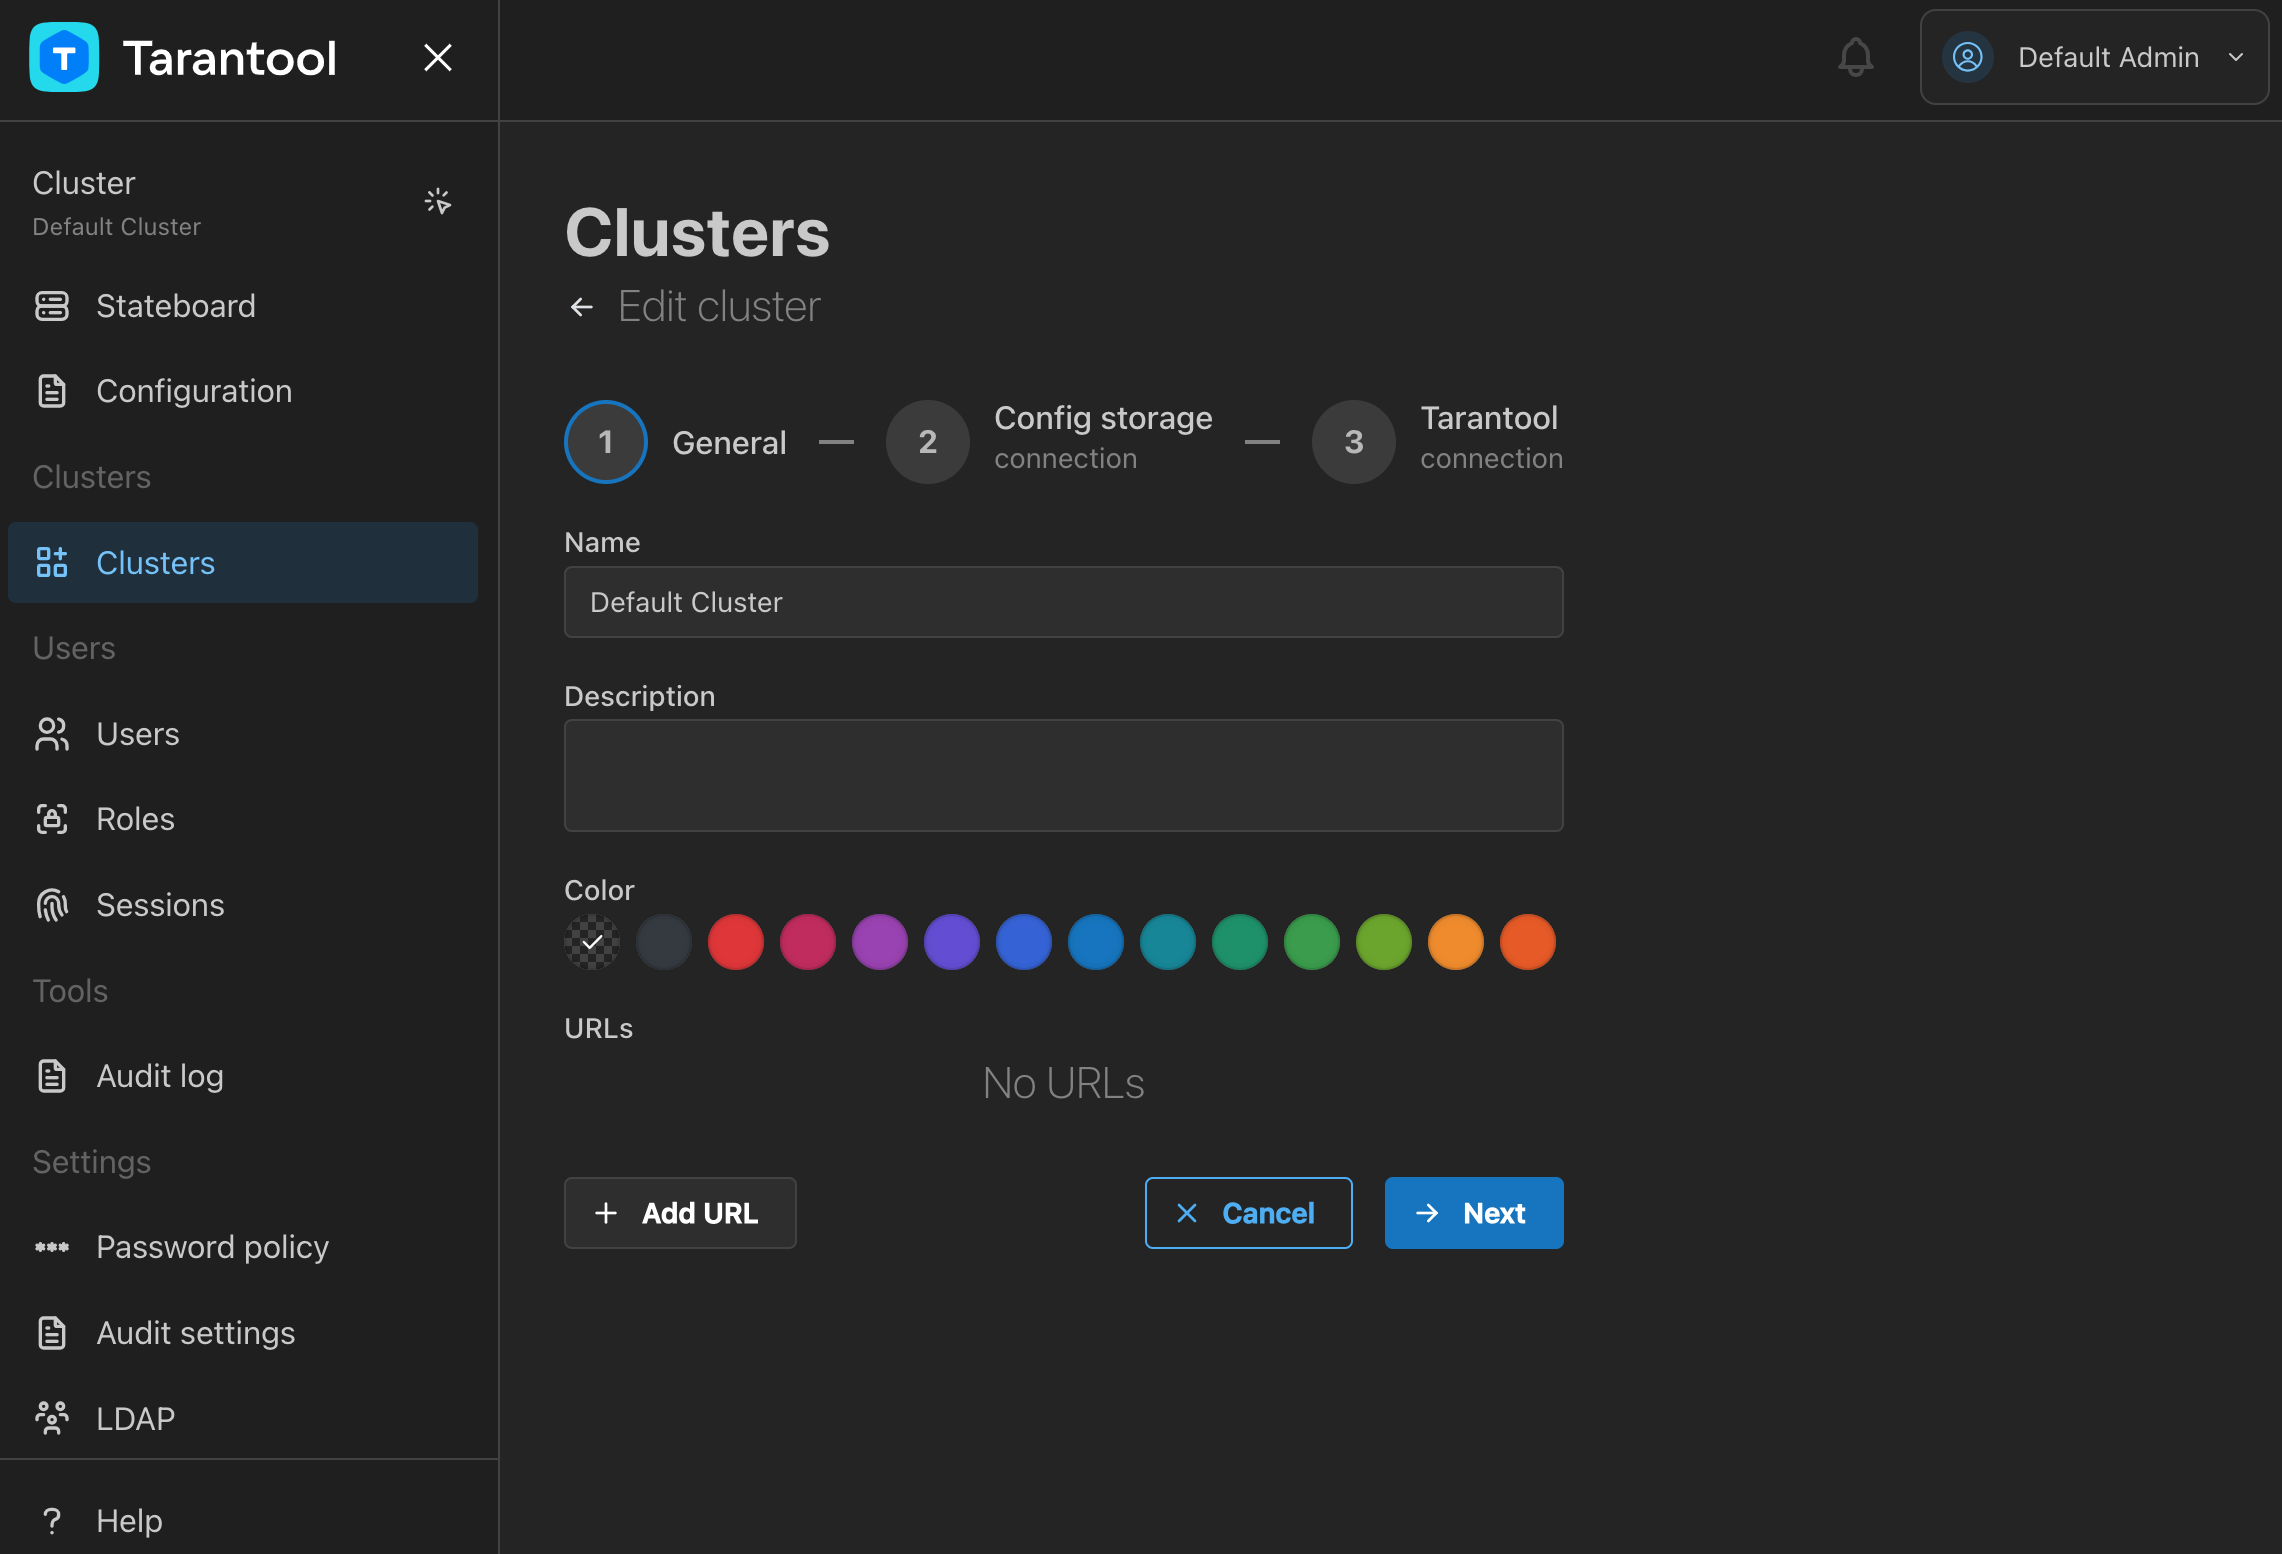 Tarantool
Default Admin
Cluster
Default Cluster
Stateboard
Configuration
Clusters
Clusters
Users
Users
Roles
Sessions
Tools
Audit log
Settings
Password policy
Audit settings
LDAP
Help
Clusters
Edit cluster
1 General
2 Config storage
connection
3 Tarantool
connection
Name
Default Cluster
Description
Color
URLs
No URLs
Add URL
Cancel
Next